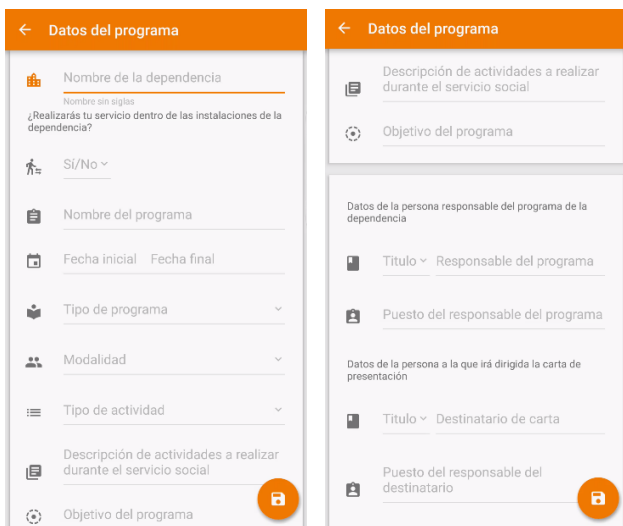 Datos del programa
Nombre de la dependencia
Nombre sin siglas
¿Realizarás tu servicio dentro de las instalaciones de la
dependencia?
Sí/No
Nombre del programa
Fecha inicial Fecha final
Tipo de programa
Modalidad
Tipo de actividad
Descripción de actividades a realizar
durante el servicio social
Objetivo del programa
Datos del programa
Descripción de actividades a realizar
durante el servicio social
Objetivo del programa
Datos de la persona responsable del programa de la
dependencia
Titulo Responsable del programa
Puesto del responsable del programa
Datos de la persona a la que irá dirigida la carta de
presentación
Titulo Destinatario de carta
Puesto del responsable del
destinatario